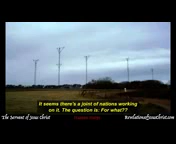 It seems there's a joint of nations working
on it. The question is: For what??
The Servant of Jesus Christ
RevelationofJesusChrist.com